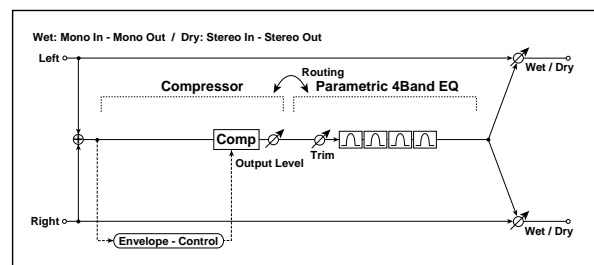 Wet: Mono In - Mono Out / Dry: Stereo In - Stereo Out
Left
Wet / Dry
Routing
Compressor
Parametric 4Band EQ
Comp
Output Level
Trim
Right
Envelope - Control
Wet / Dry